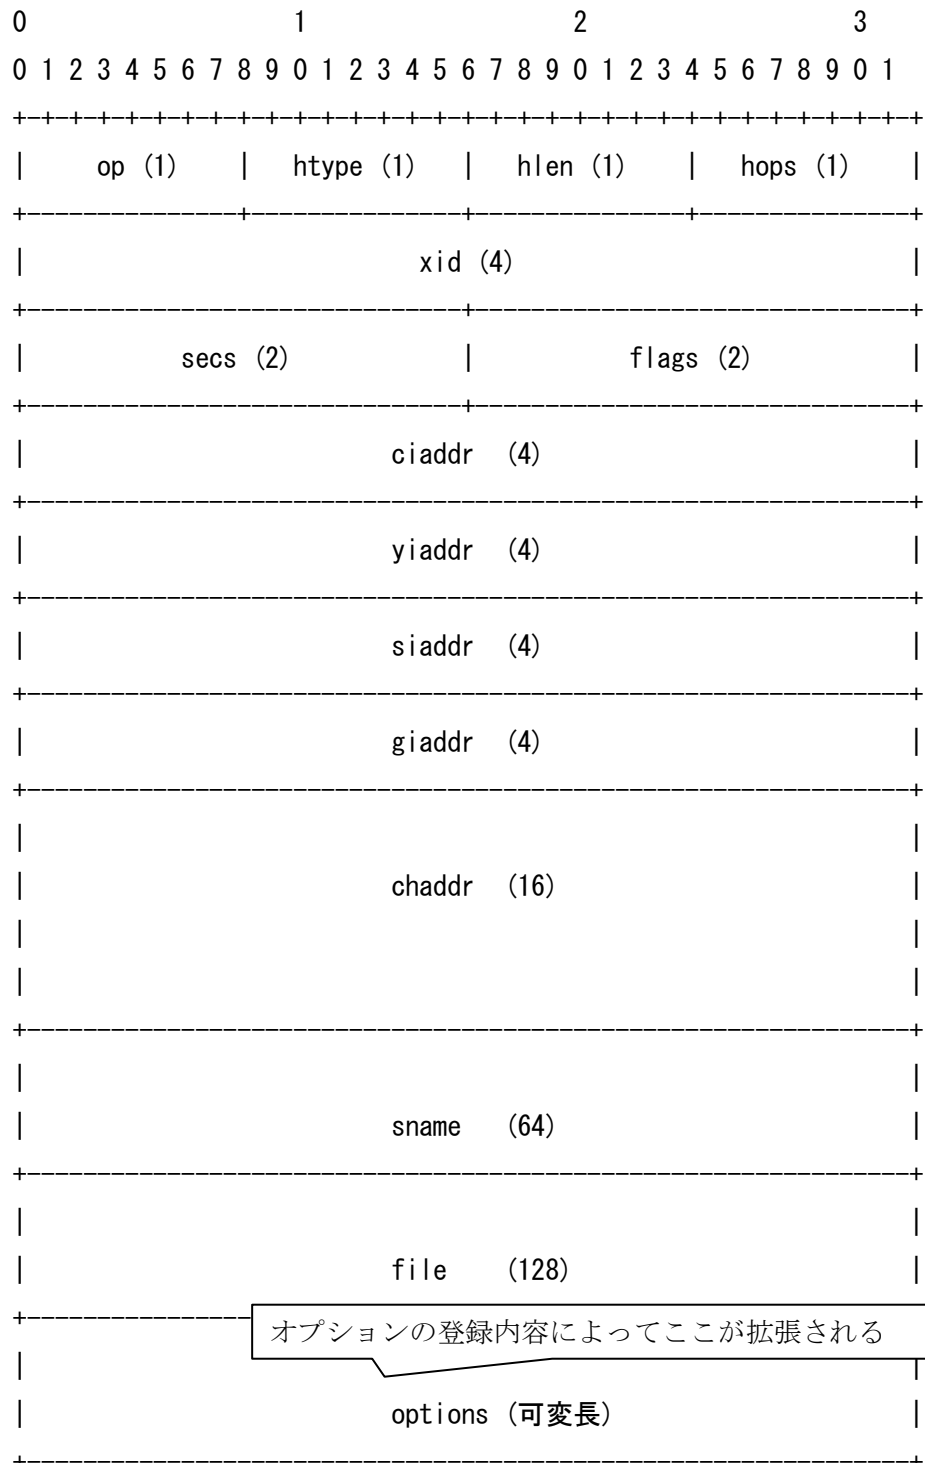 0 1 2 3
0 1 2 3 4 5 6 7 8 9 0 1 2 3 4 5 6 7 8 9 0 1 2 3 4 5 6 7 8 9 0 1
+-+-+-+-+-+-+-+-+-+-+-+-+-+-+-+-+-+-+-+-+-+-+-+-+-+-+-+-+-+-+-+-+
| op (1) | htype (1) | hlen (1) | hops (1) |
+---------------+---------------+---------------+---------------+
| xid (4) |
+-------------------------------+-------------------------------+
| secs (2) | flags (2) |
+-------------------------------+-------------------------------+
| ciaddr (4) |
+---------------------------------------------------------------+
| yiaddr (4) |
+---------------------------------------------------------------+
| siaddr (4) |
+---------------------------------------------------------------+
| giaddr (4) |
+---------------------------------------------------------------+
| |
| chaddr (16) |
| |
| |
+---------------------------------------------------------------+
| |
| sname (64) |
+---------------------------------------------------------------+
| |
| file (128) |
+----------------
オプションの登録内容によってここが拡張される
| |
| options (可変長) |
+---------------------------------------------------------------+